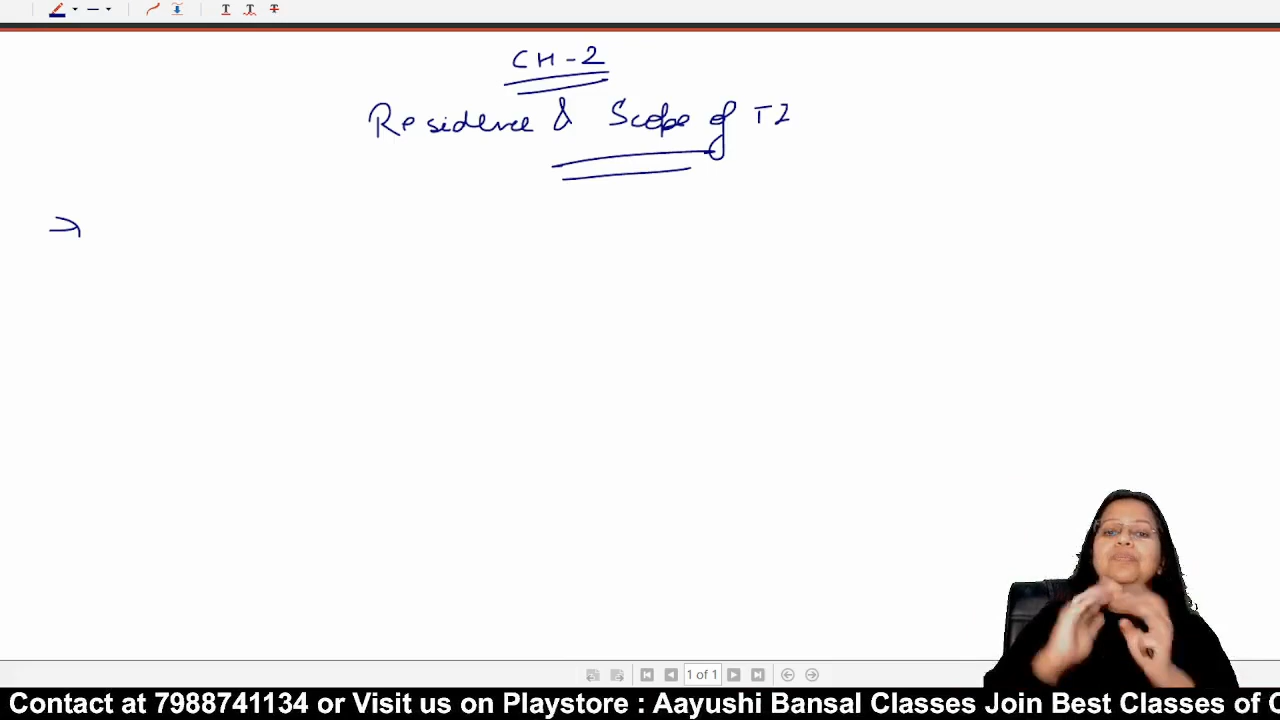 CH-2
Residence & Scope of TI
1 of 1
Contact at 7988741134 or Visit us on Playstore : Aayushi Bansal Classes Join Best Classes of C